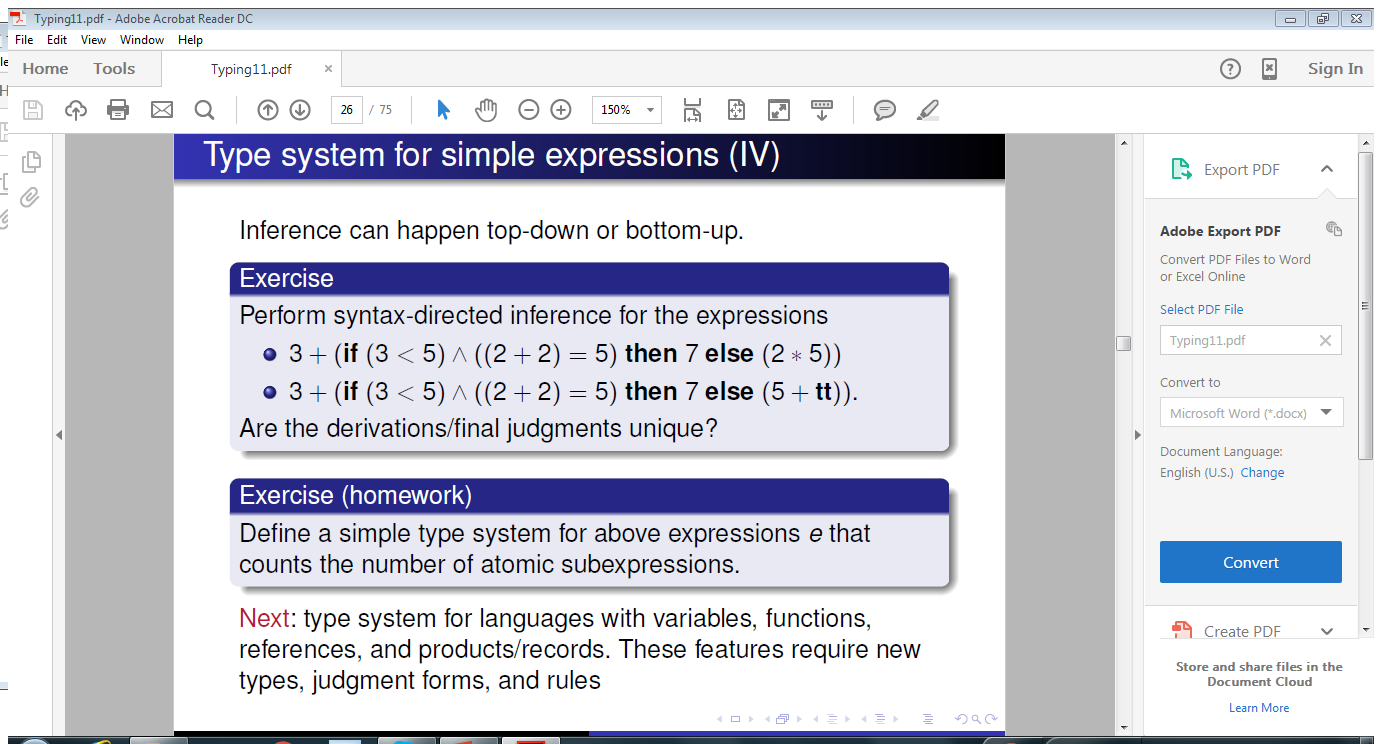 Typing11.pdf - Adobe Acrobat Reader DC
File Edit View Window Help
Home Tools Typing11.pdf × ? Sign In
26 / 75 150%
Type system for simple expressions (IV)
Inference can happen top-down or bottom-up.
Exercise
Perform syntax-directed inference for the expressions
3 + (if (3 < 5) ∧ ((2 + 2) = 5) then 7 else (2 ∗ 5))
3 + (if (3 < 5) ∧ ((2 + 2) = 5) then 7 else (5 + tt)).
Are the derivations/final judgments unique?
Exercise (homework)
Define a simple type system for above expressions e that
counts the number of atomic subexpressions.
Next: type system for languages with variables, functions,
references, and products/records. These features require new
types, judgment forms, and rules
Export PDF
Adobe Export PDF
Convert PDF Files to Word
or Excel Online
Select PDF File
Typing11.pdf
Convert to
Microsoft Word (*.docx)
Document Language:
English (U.S.) Change
Convert
Create PDF
Store and share files in the
Document Cloud
Learn More